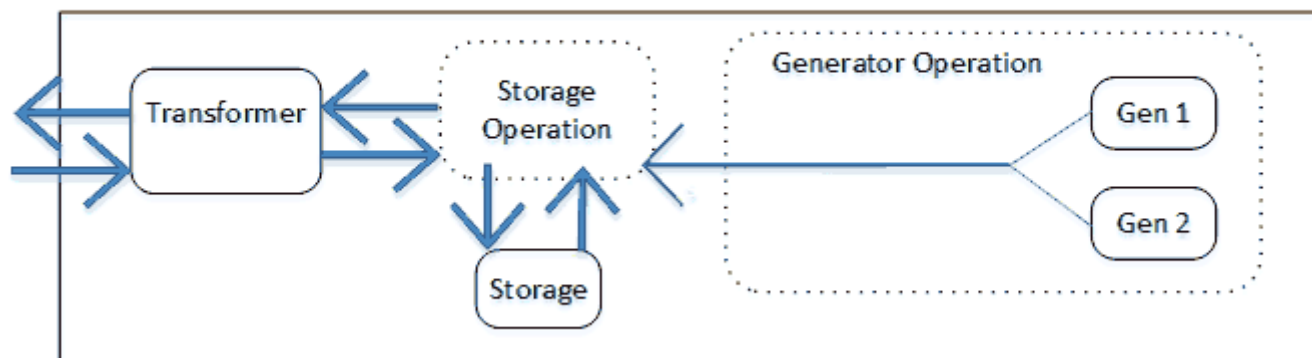 Transformer
Storage
Operation
Generator Operation
Gen 1
Gen 2
Storage